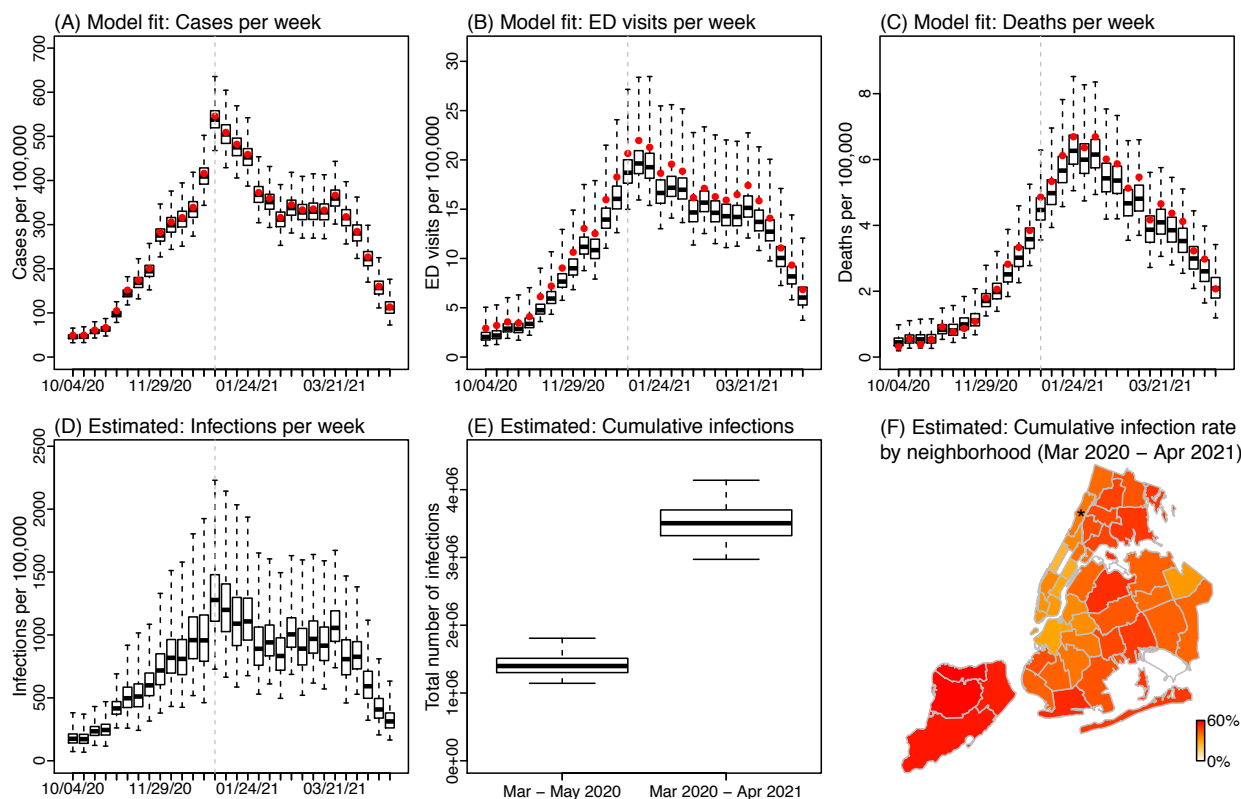 (A) Model fit: Cases per week
Cases per 100,000
700
600
500
400
300
200
100
0
10/04/20 11/29/20 01/24/21 03/21/21
(B) Model fit: ED visits per week
ED visits per 100,000
30
25
20
15
10
5
0
10/04/20 11/29/20 01/24/21 03/21/21
(C) Model fit: Deaths per week
Deaths per 100,000
8
6
4
2
0
10/04/20 11/29/20 01/24/21 03/21/21
(D) Estimated: Infections per week
Infections per 100,000
2500
2000
1500
1000
500
0
10/04/20 11/29/20 01/24/21 03/21/21
(E) Estimated: Cumulative infections
Total number of infections
4e+06
3e+06
2e+06
1e+06
0e+00
Mar − May 2020 Mar 2020 − Apr 2021
(F) Estimated: Cumulative infection rate
by neighborhood (Mar 2020 − Apr 2021)
*
60%
0%